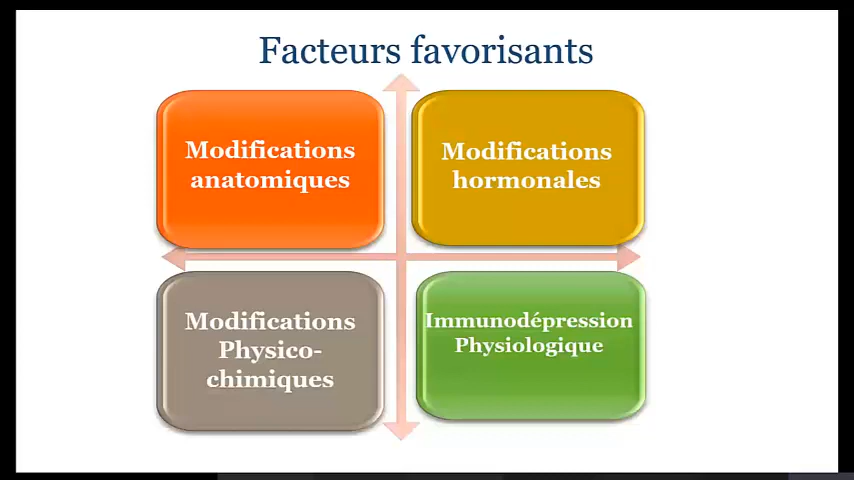 Facteurs favorisants
Modifications
anatomiques
Modifications
hormonales
Modifications
Physico-
chimiques
Immunodépression
Physiologique